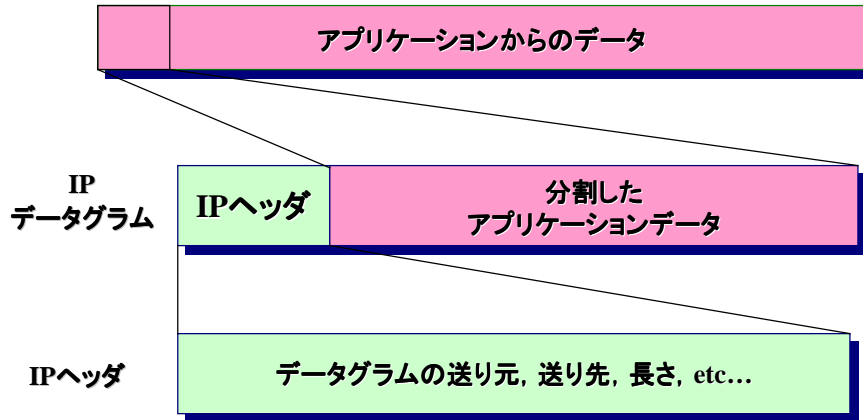 アプリケーションからのデータ
IP
データグラム
IPヘッダ
分割した
アプリケーションデータ
IPヘッダ
データグラムの送り元, 送り先, 長さ, etc…